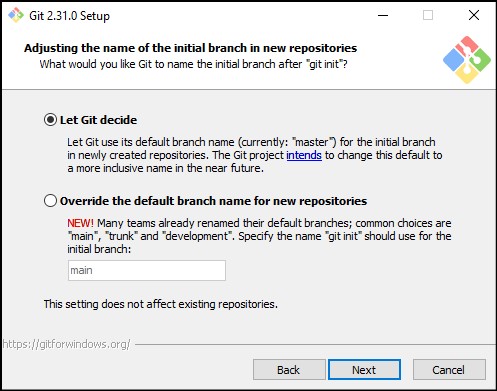 Git 2.31.0 Setup
Adjusting the name of the initial branch in new repositories
What would you like Git to name the initial branch after "git init"?
Let Git decide
Let Git use its default branch name (currently: "master") for the initial branch
in newly created repositories. The Git project intends to change this default to
a more inclusive name in the near future.
Override the default branch name for new repositories
NEW! Many teams already renamed their default branches; common choices are
"main", "trunk" and "development". Specify the name "git init" should use for the
initial branch:
main
This setting does not affect existing repositories.
https://gitforwindows.org/
Back
Next
Cancel